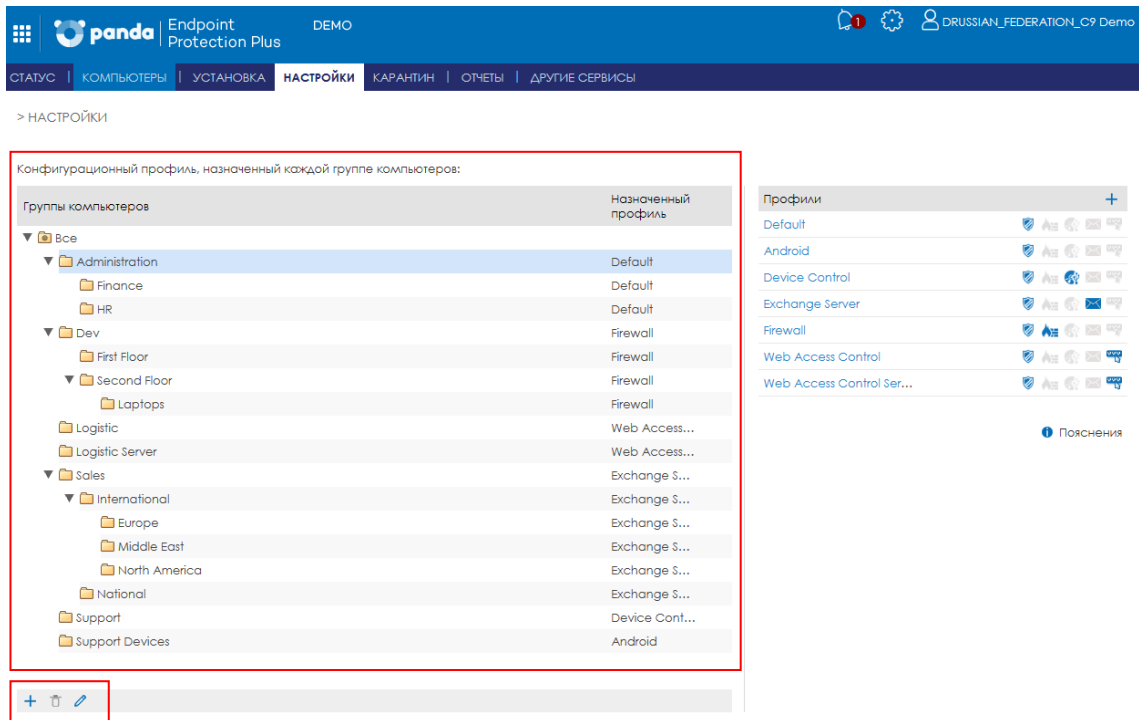 panda Endpoint Protection Plus DEMO 1 DRUSSIAN_FEDERATION_C9 Demo
СТАТУС | КОМПЬЮТЕРЫ | УСТАНОВКА НАСТРОЙКИ КАРАНТИН | ОТЧЕТЫ | ДРУГИЕ СЕРВИСЫ
> НАСТРОЙКИ
Конфигурационный профиль, назначенный каждой группе компьютеров:
Группы компьютеров Назначенный профиль
Все
Administration Default
Finance Default
HR Default
Dev Firewall
First Floor Firewall
Second Floor Firewall
Laptops Firewall
Logistic Web Access...
Logistic Server Web Access...
Sales Exchange S...
International Exchange S...
Europe Exchange S...
Middle East Exchange S...
North America Exchange S...
National Exchange S...
Support Device Cont...
Support Devices Android
Профили
Default
Android
Device Control
Exchange Server
Firewall
Web Access Control
Web Access Control Ser...
Пояснения